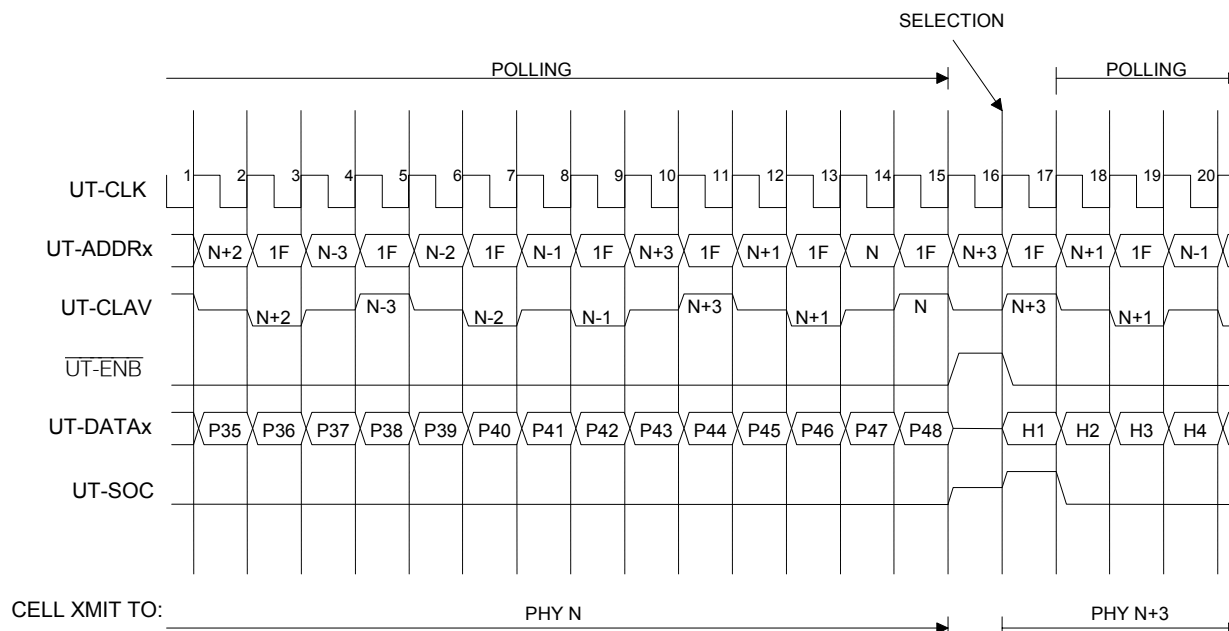 SELECTION
POLLING POLLING
UT-CLK 1 2 3 4 5 6 7 8 9 10 11 12 13 14 15 16 17 18 19 20
UT-ADDRx N+2 1F N-3 1F N-2 1F N-1 1F N+3 1F N+1 1F N 1F N+3 1F N+1 1F N-1
UT-CLAV N+2 N-3 N-2 N-1 N+3 N+1 N N+3 N+1
UT-ENB
UT-DATAx P35 P36 P37 P38 P39 P40 P41 P42 P43 P44 P45 P46 P47 P48 H1 H2 H3 H4
UT-SOC
CELL XMIT TO: PHY N PHY N+3